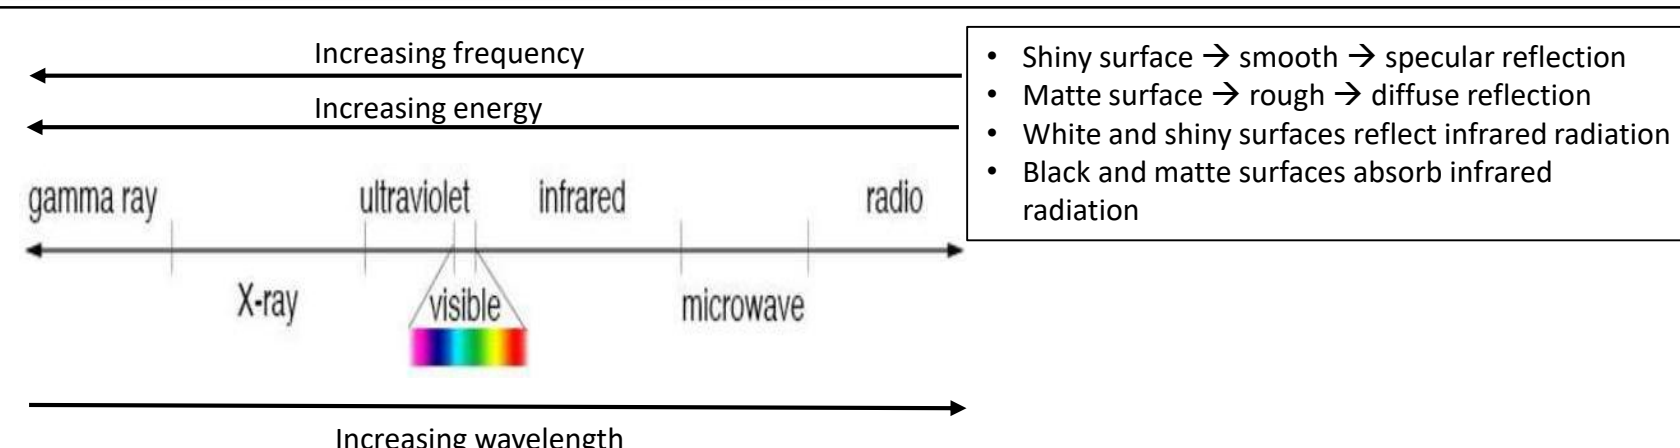 Increasing frequency
Increasing energy
gamma ray
ultraviolet
infrared
radio
X-ray
visible
microwave
Increasing wavelength
• Shiny surface → smooth → specular reflection
• Matte surface → rough → diffuse reflection
• White and shiny surfaces reflect infrared radiation
• Black and matte surfaces absorb infrared
radiation